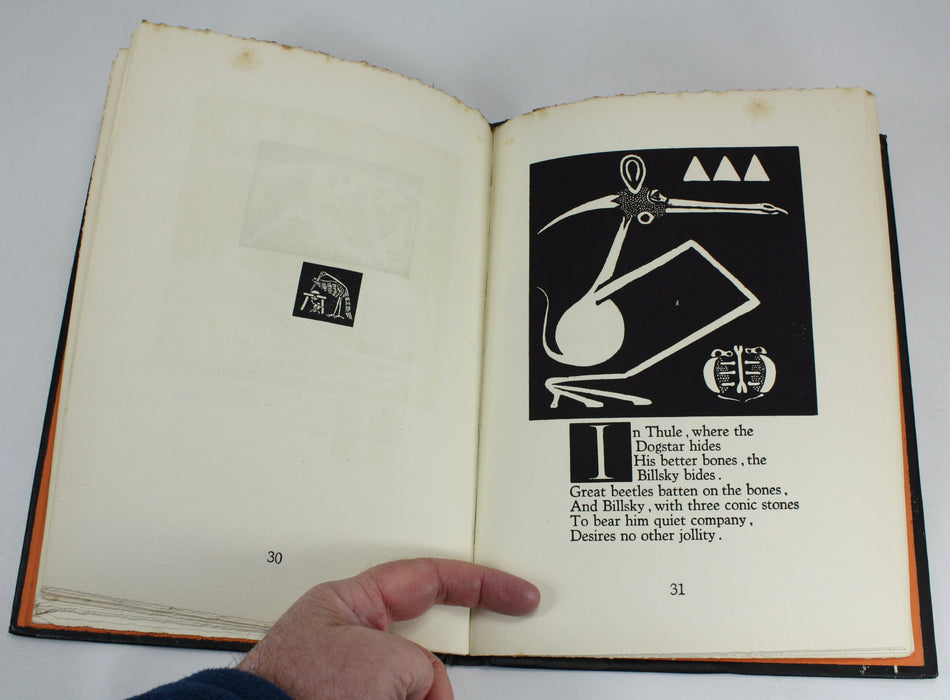 30
In Thule , where the
Dogstar hides
His better bones , the
Billsky bides .
Great beetles batten on the bones ,
And Billsky , with three conic stones
To bear him quiet company ,
Desires no other jollity .
31